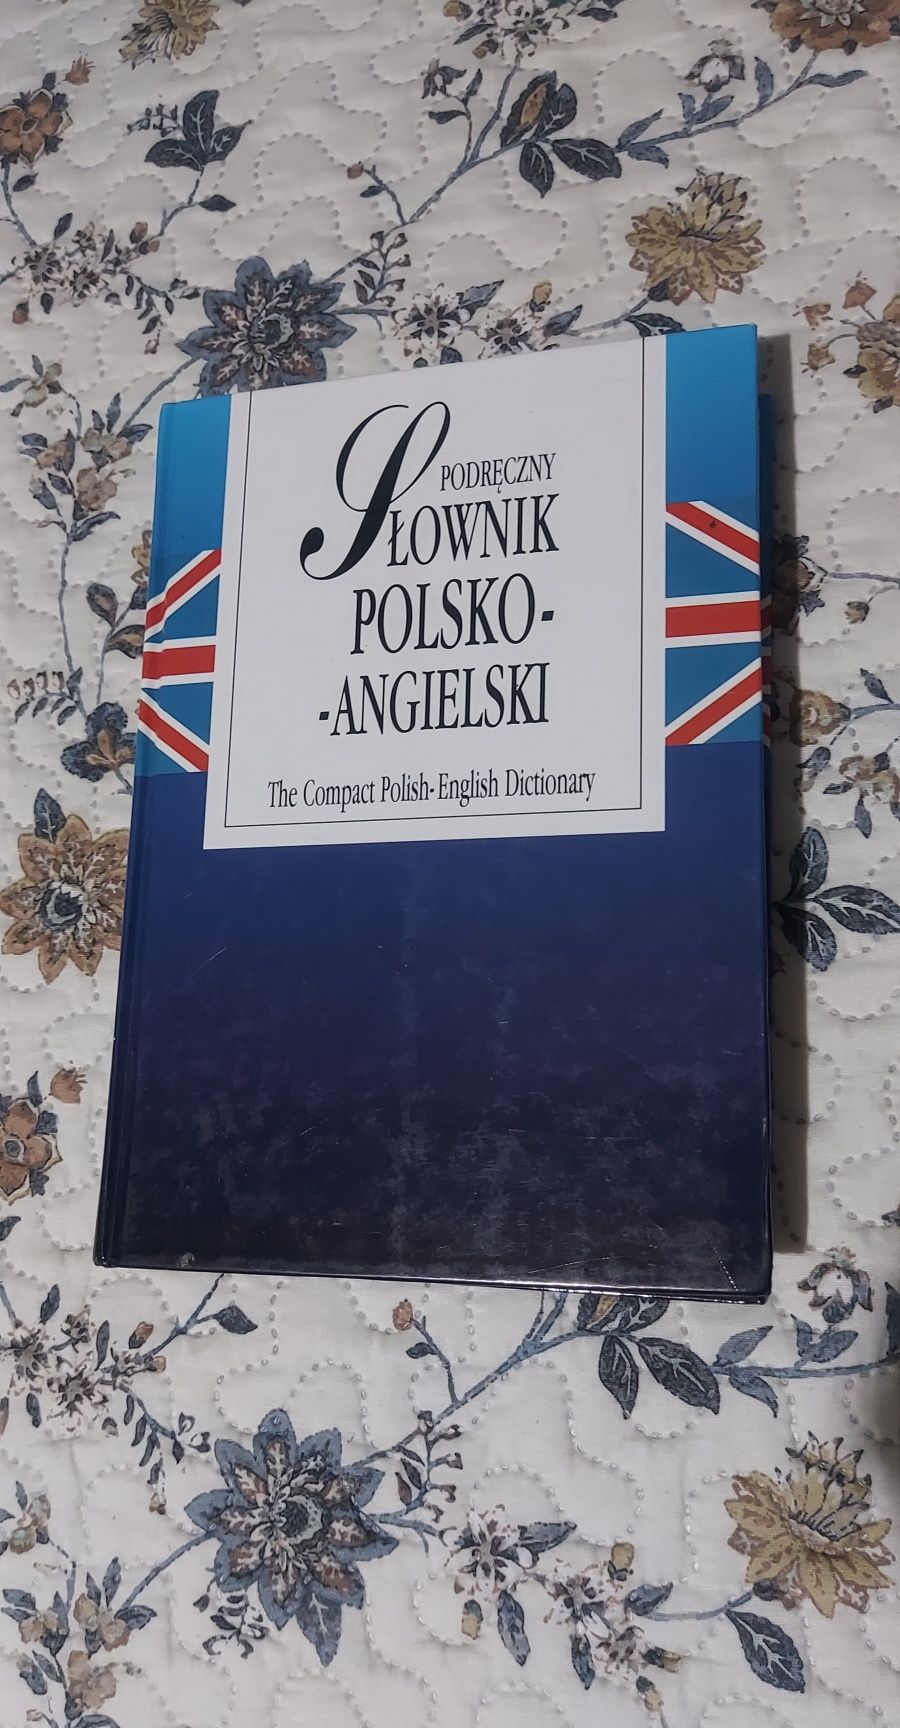 PODRĘCZNY
SŁOWNIK
POLSKO-
-ANGIELSKI
The Compact Polish-English Dictionary